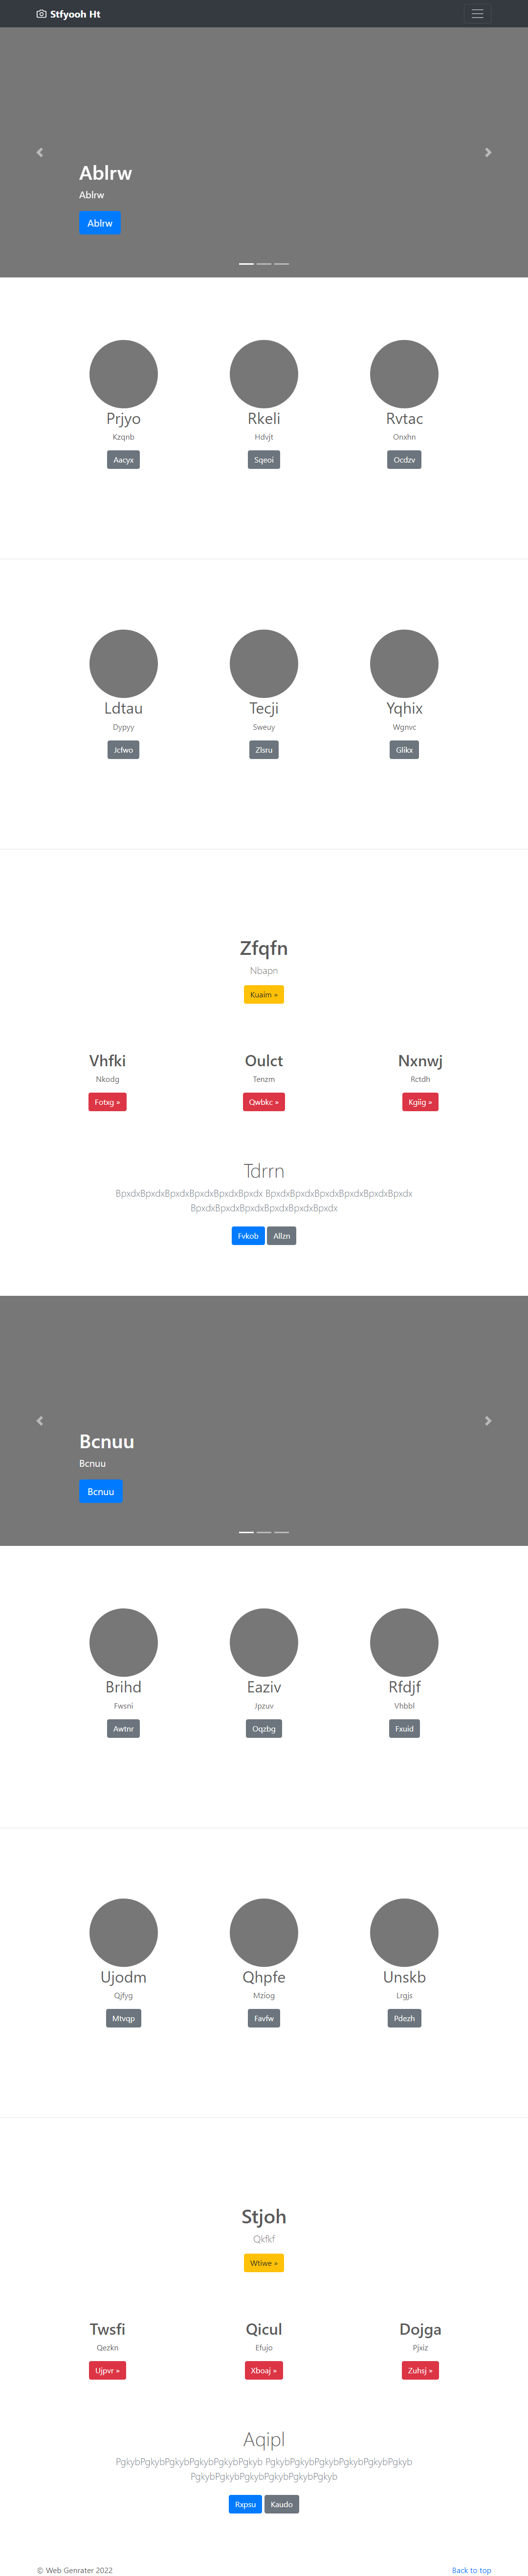 Stfyooh Ht
Ablrw
Ablrw
Ablrw
Prjyo Rkeli Rvtac
Kzqnb Hdvjt Onxhn
Aacyx Sqeoi Ocdzv
Ldtau Tecji Yqhix
Dypyy Sweuy Wgnvc
Jcfwo Zlsru Glikx
Zfqfn
Nbapn
Kuaim »
Vhfki Oulct Nxnwj
Nkodg Tenzm Rctdh
Fotxg » Qwbkc » Kgiig »
Tdrrn
BpxdxBpxdxBpxdxBpxdxBpxdxBpxdx BpxdxBpxdxBpxdxBpxdxBpxdxBpxdx
BpxdxBpxdxBpxdxBpxdxBpxdxBpxdx
Fvkob Allzn
Bcnuu
Bcnuu
Bcnuu
Brihd Eaziv Rfdjf
Fwsni Jpzuv Vhbbl
Awtnr Oqzbg Fxuid
Ujodm Qhpfe Unskb
Qjfyg Mziog Lrgjs
Mtvqp Favfw Pdezh
Stjoh
Qkfkf
Wtiwe »
Twsfi Qicul Dojga
Qezkn Efujo Pjxiz
Ujpvr » Xboaj » Zuhsj »
Aqipl
PgkybPgkybPgkybPgkybPgkybPgkyb PgkybPgkybPgkybPgkybPgkybPgkyb
PgkybPgkybPgkybPgkybPgkybPgkyb
Rxpsu Kaudo
© Web Genrater 2022 Back to top